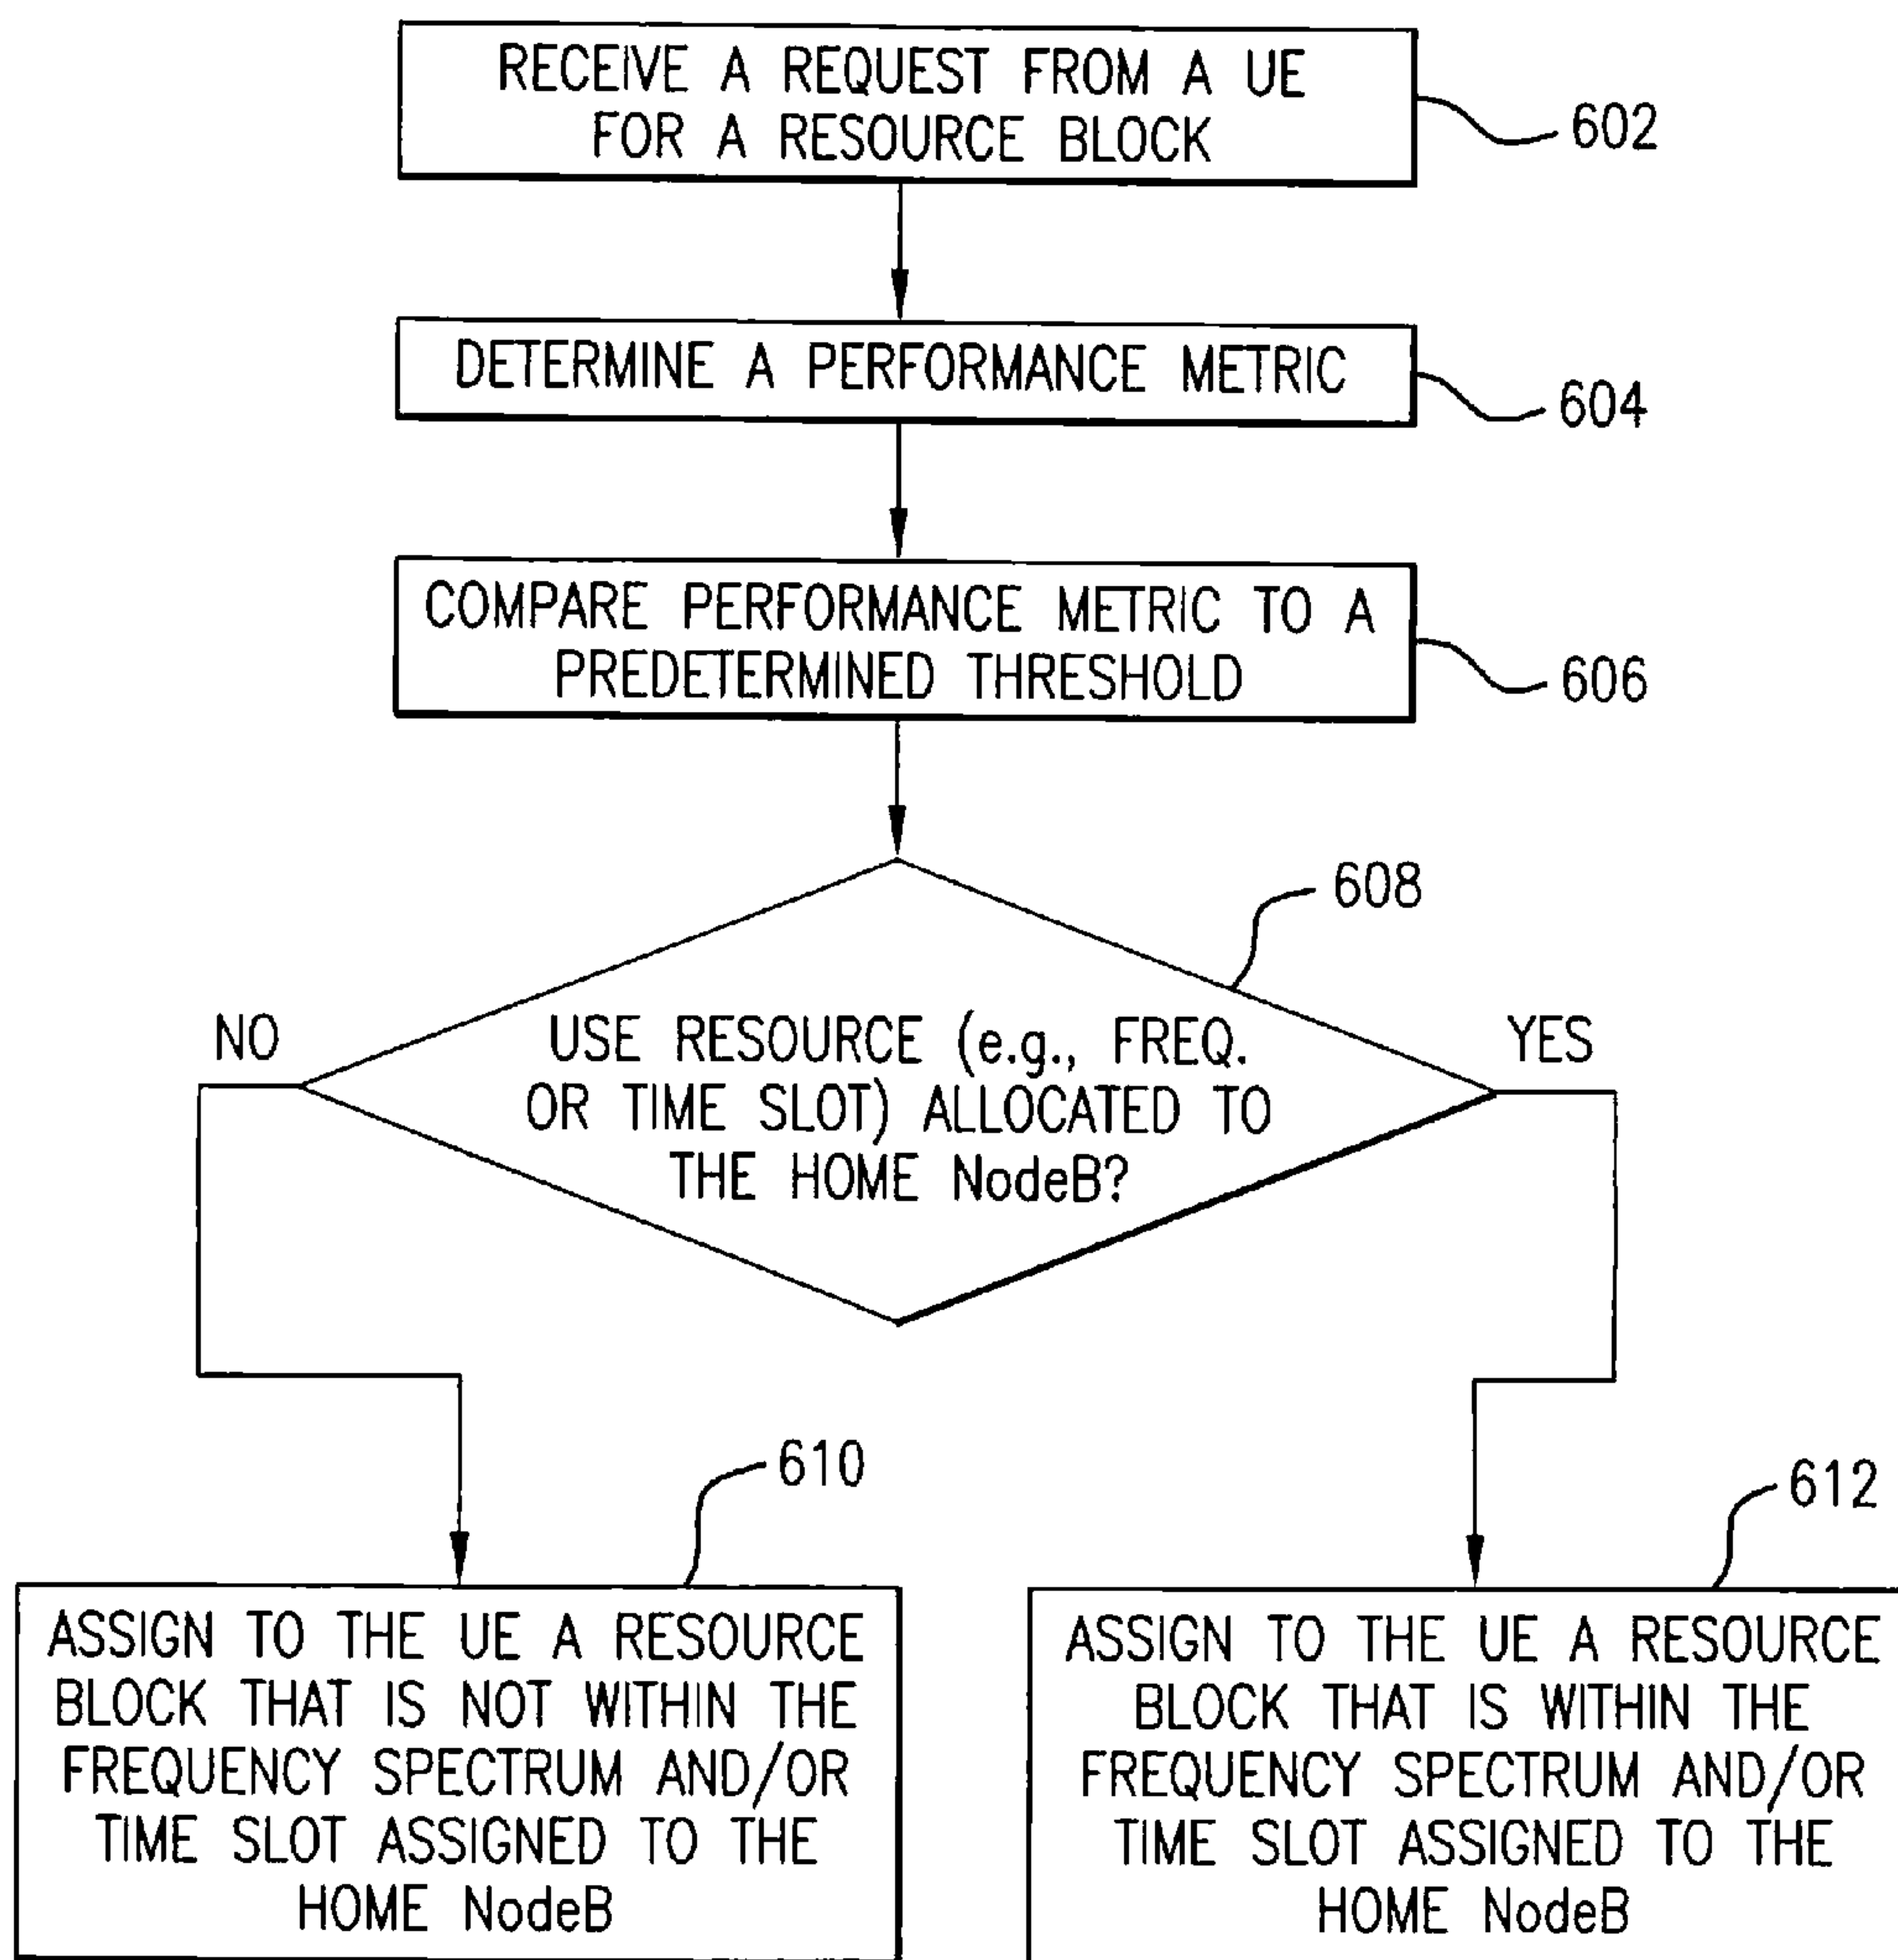 RECEIVE A REQUEST FROM A UE
FOR A RESOURCE BLOCK
602
DETERMINE A PERFORMANCE METRIC
604
COMPARE PERFORMANCE METRIC TO A
PREDETERMINED THRESHOLD
606
608
NO
USE RESOURCE (e.g., FREQ.
OR TIME SLOT) ALLOCATED TO
THE HOME NodeB?
YES
610
ASSIGN TO THE UE A RESOURCE
BLOCK THAT IS NOT WITHIN THE
FREQUENCY SPECTRUM AND/OR
TIME SLOT ASSIGNED TO THE
HOME NodeB
612
ASSIGN TO THE UE A RESOURCE
BLOCK THAT IS WITHIN THE
FREQUENCY SPECTRUM AND/OR
TIME SLOT ASSIGNED TO THE
HOME NodeB